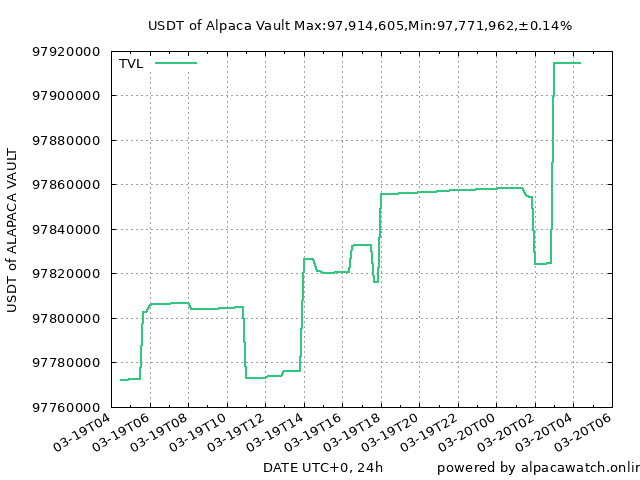 USDT of Alpaca Vault Max:97,914,605,Min:97,771,962,±0.14%
TVL
97920000
97900000
97880000
97860000
97840000
97820000
97800000
97780000
97760000
USDT of ALAPACA VAULT
03-19T04
03-19T06
03-19T08
03-19T10
03-19T12
03-19T14
03-19T16
03-19T18
03-19T20
03-19T22
03-20T00
03-20T02
03-20T04
03-20T06
DATE UTC+0, 24h
powered by alpacawatch.onlin